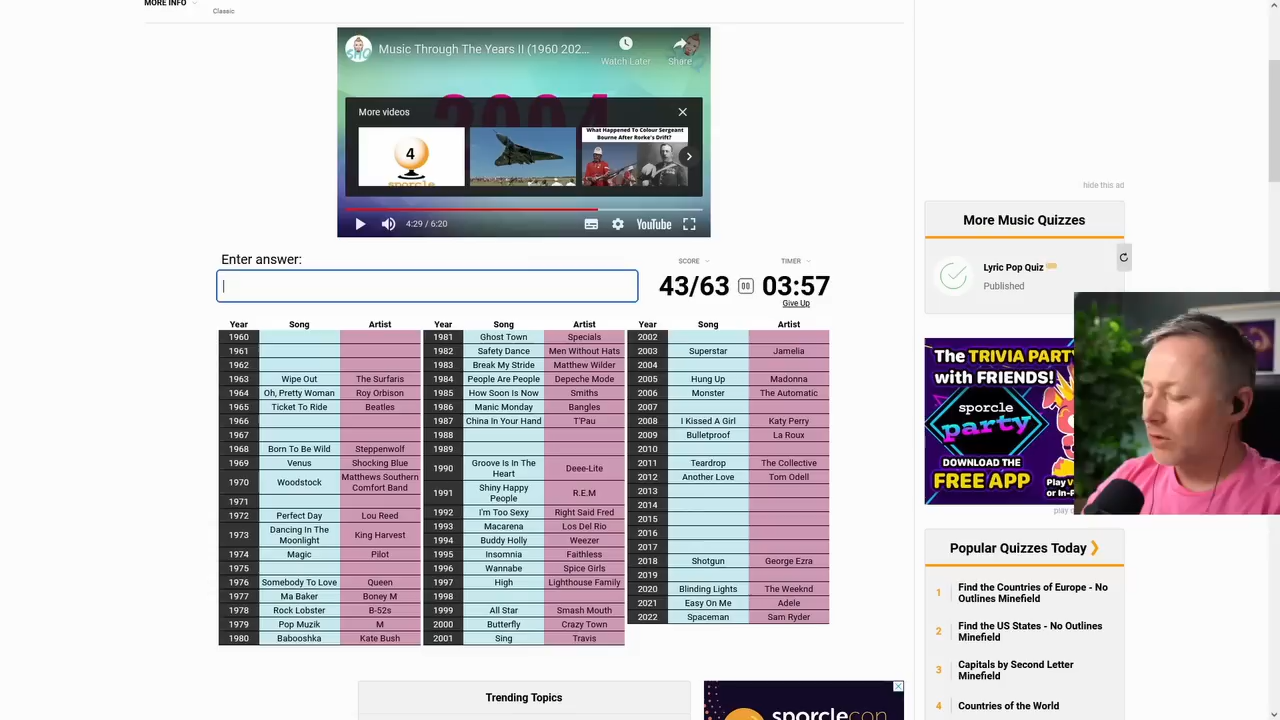 MORE INFO
Classic
Music Through The Years II (1960 202...
Watch Later
Share
2004
More videos
4
sporcle
What Happened To Colour Sergeant
Bourne After Rorke's Drift?
4:29 / 6:20
YouTube
hide this ad
More Music Quizzes
Lyric Pop Quiz
Published
Enter answer:
SCORE
TIMER
43/63
03:57
Give Up
Year Song Artist
1960
1961
1962
1963 Wipe Out The Surfaris
1964 Oh, Pretty Woman Roy Orbison
1965 Ticket To Ride Beatles
1966
1967
1968 Born To Be Wild Steppenwolf
1969 Venus Shocking Blue
1970 Woodstock Matthews Southern
Comfort Band
1971
1972 Perfect Day Lou Reed
1973 Dancing In The
Moonlight King Harvest
1974 Magic Pilot
1975
1976 Somebody To Love Queen
1977 Ma Baker Boney M
1978 Rock Lobster B-52s
1979 Pop Muzik M
1980 Babooshka Kate Bush
Year Song Artist
1981 Ghost Town Specials
1982 Safety Dance Men Without Hats
1983 Break My Stride Matthew Wilder
1984 People Are People Depeche Mode
1985 How Soon Is Now Smiths
1986 Manic Monday Bangles
1987 China In Your Hand T'Pau
1988
1989
1990 Groove Is In The
Heart Deee-Lite
1991 Shiny Happy
People R.E.M
1992 I'm Too Sexy Right Said Fred
1993 Macarena Los Del Rio
1994 Buddy Holly Weezer
1995 Insomnia Faithless
1996 Wannabe Spice Girls
1997 High Lighthouse Family
1998
1999 All Star Smash Mouth
2000 Butterfly Crazy Town
2001 Sing Travis
Year Song Artist
2002
2003 Superstar Jamelia
2004
2005 Hung Up Madonna
2006 Monster The Automatic
2007
2008 I Kissed A Girl Katy Perry
2009 Bulletproof La Roux
2010
2011 Teardrop The Collective
2012 Another Love Tom Odell
2013
2014
2015
2016
2017
2018 Shotgun George Ezra
2019
2020 Blinding Lights The Weeknd
2021 Easy On Me Adele
2022 Spaceman Sam Ryder
The TRIVIA PART
with FRIENDS!
sporcle
party
DOWNLOAD THE
FREE APP
Play
or In-P
Popular Quizzes Today
1 Find the Countries of Europe - No
Outlines Minefield
2 Find the US States - No Outlines
Minefield
3 Capitals by Second Letter
Minefield
4 Countries of the World
Trending Topics
sporclecon